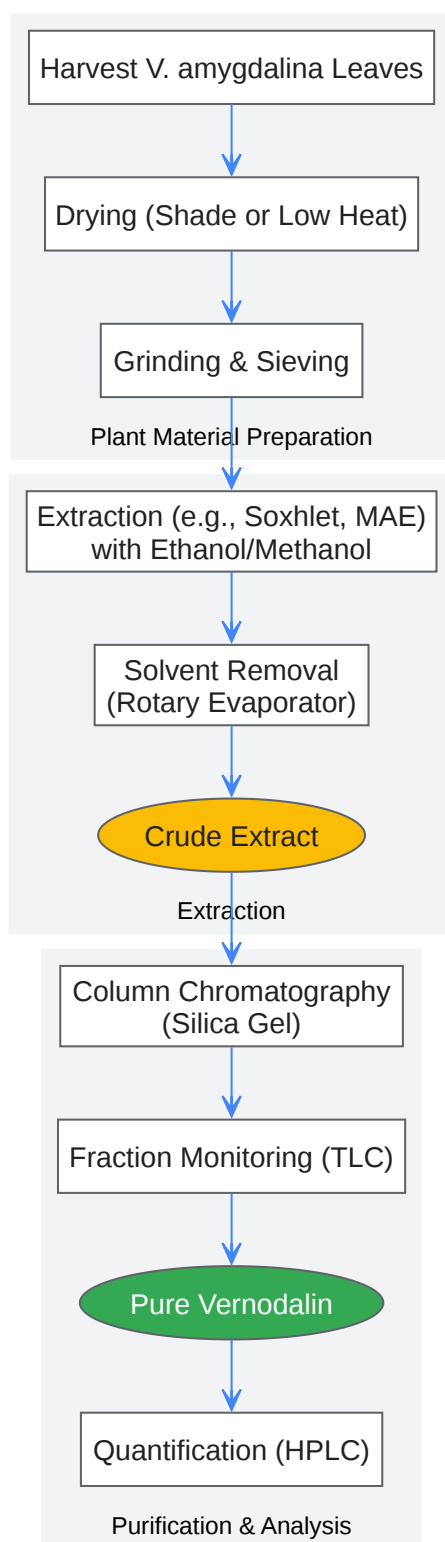 Harvest V. amygdalina Leaves
Drying (Shade or Low Heat)
Grinding & Sieving
Plant Material Preparation
Extraction (e.g., Soxhlet, MAE)
with Ethanol/Methanol
Solvent Removal
(Rotary Evaporator)
Crude Extract
Extraction
Column Chromatography
(Silica Gel)
Fraction Monitoring (TLC)
Pure Vernodalin
Quantification (HPLC)
Purification & Analysis